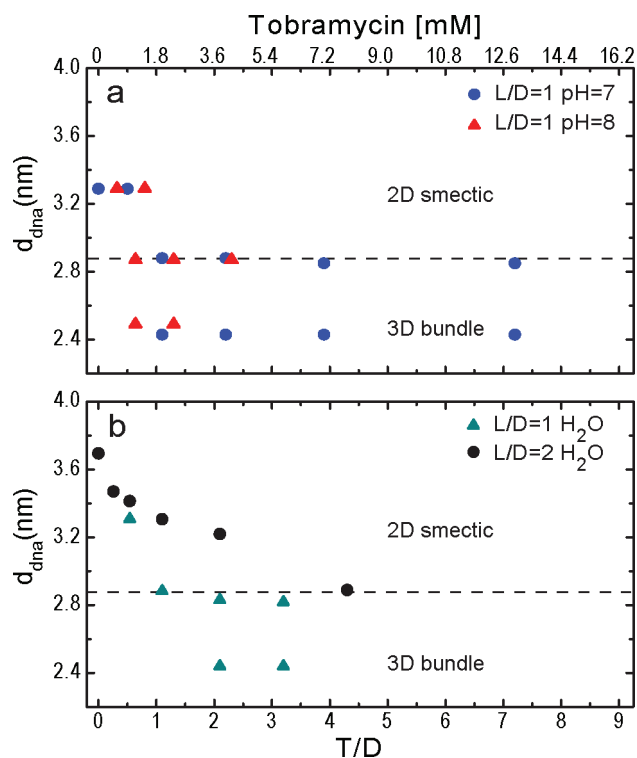 Tobramycin [mM]
0 1.8 3.6 5.4 7.2 9.0 10.8 12.6 14.4 16.2
4.0
a
L/D=1 pH=7
L/D=1 pH=8
3.6
2D smectic
3.2
d_dna(nm)
2.8
3D bundle
2.4
4.0
b
L/D=1 H₂O
L/D=2 H₂O
3.6
2D smectic
3.2
d_dna(nm)
2.8
3D bundle
2.4
0 1 2 3 4 5 6 7 8 9
T/D